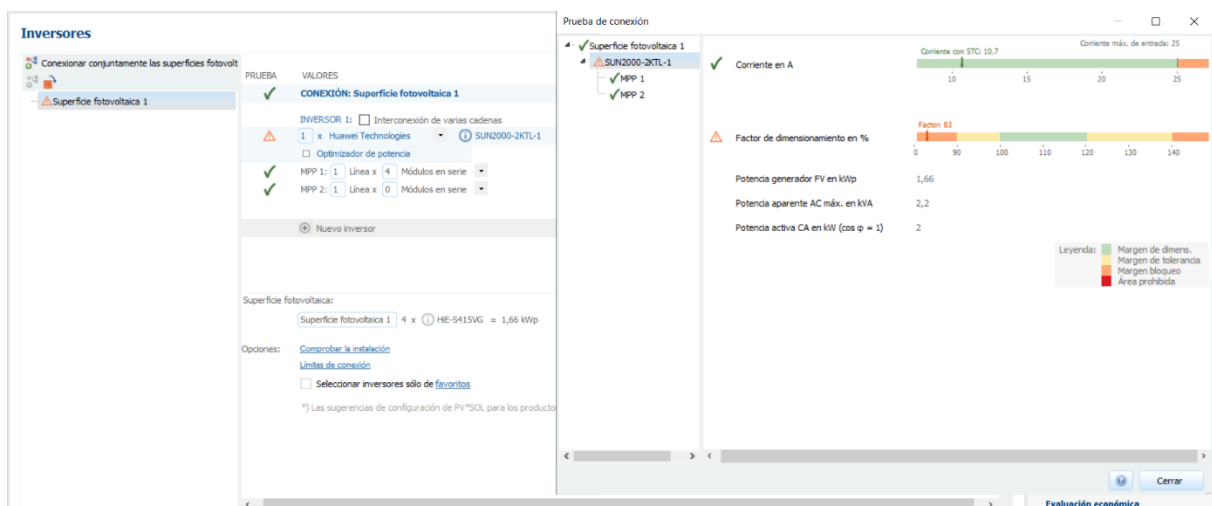 Inversores
Conexionar conjuntamente las superficies fotovolt
Superficie fotovoltaica 1
PRUEBA VALORES
CONEXIÓN: Superficie fotovoltaica 1
INVERSOR 1: Interconexión de varias cadenas
1 x Huawei Technologies SUN2000-2KTL-1
Optimizador de potencia
MPP 1: 1 Línea x 4 Módulos en serie
MPP 2: 1 Línea x 0 Módulos en serie
Nuevo inversor
Superficie fotovoltaica:
Superficie fotovoltaica 1 4 x HiE-S415VG = 1,66 kWp
Opciones: Comprobar la instalación
Límites de conexión
Seleccionar inversores sólo de favoritos
*) Las sugerencias de configuración de PV*SOL para los producto
Prueba de conexión
Superficie fotovoltaica 1
SUN2000-2KTL-1
MPP 1
MPP 2
Corriente con STC: 10,7 Corriente máx. de entrada: 25
Corriente en A
10 15 20 25
Factor: 83
Factor de dimensionamiento en %
0 90 100 110 120 130 140
Potencia generador FV en kWp 1,66
Potencia aparente AC máx. en kVA 2,2
Potencia activa CA en kW (cos φ = 1) 2
Leyenda: Margen de dimens.
Margen de tolerancia
Margen bloqueo
Área prohibida
Cerrar
Evaluación económica